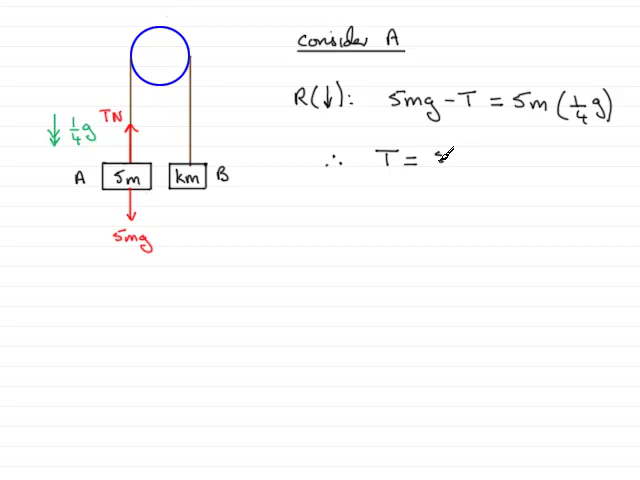 consider A
R(↓): 5mg - T = 5m (1/4 g)
∴ T =
TN
1/4 g
A 5m km B
5mg